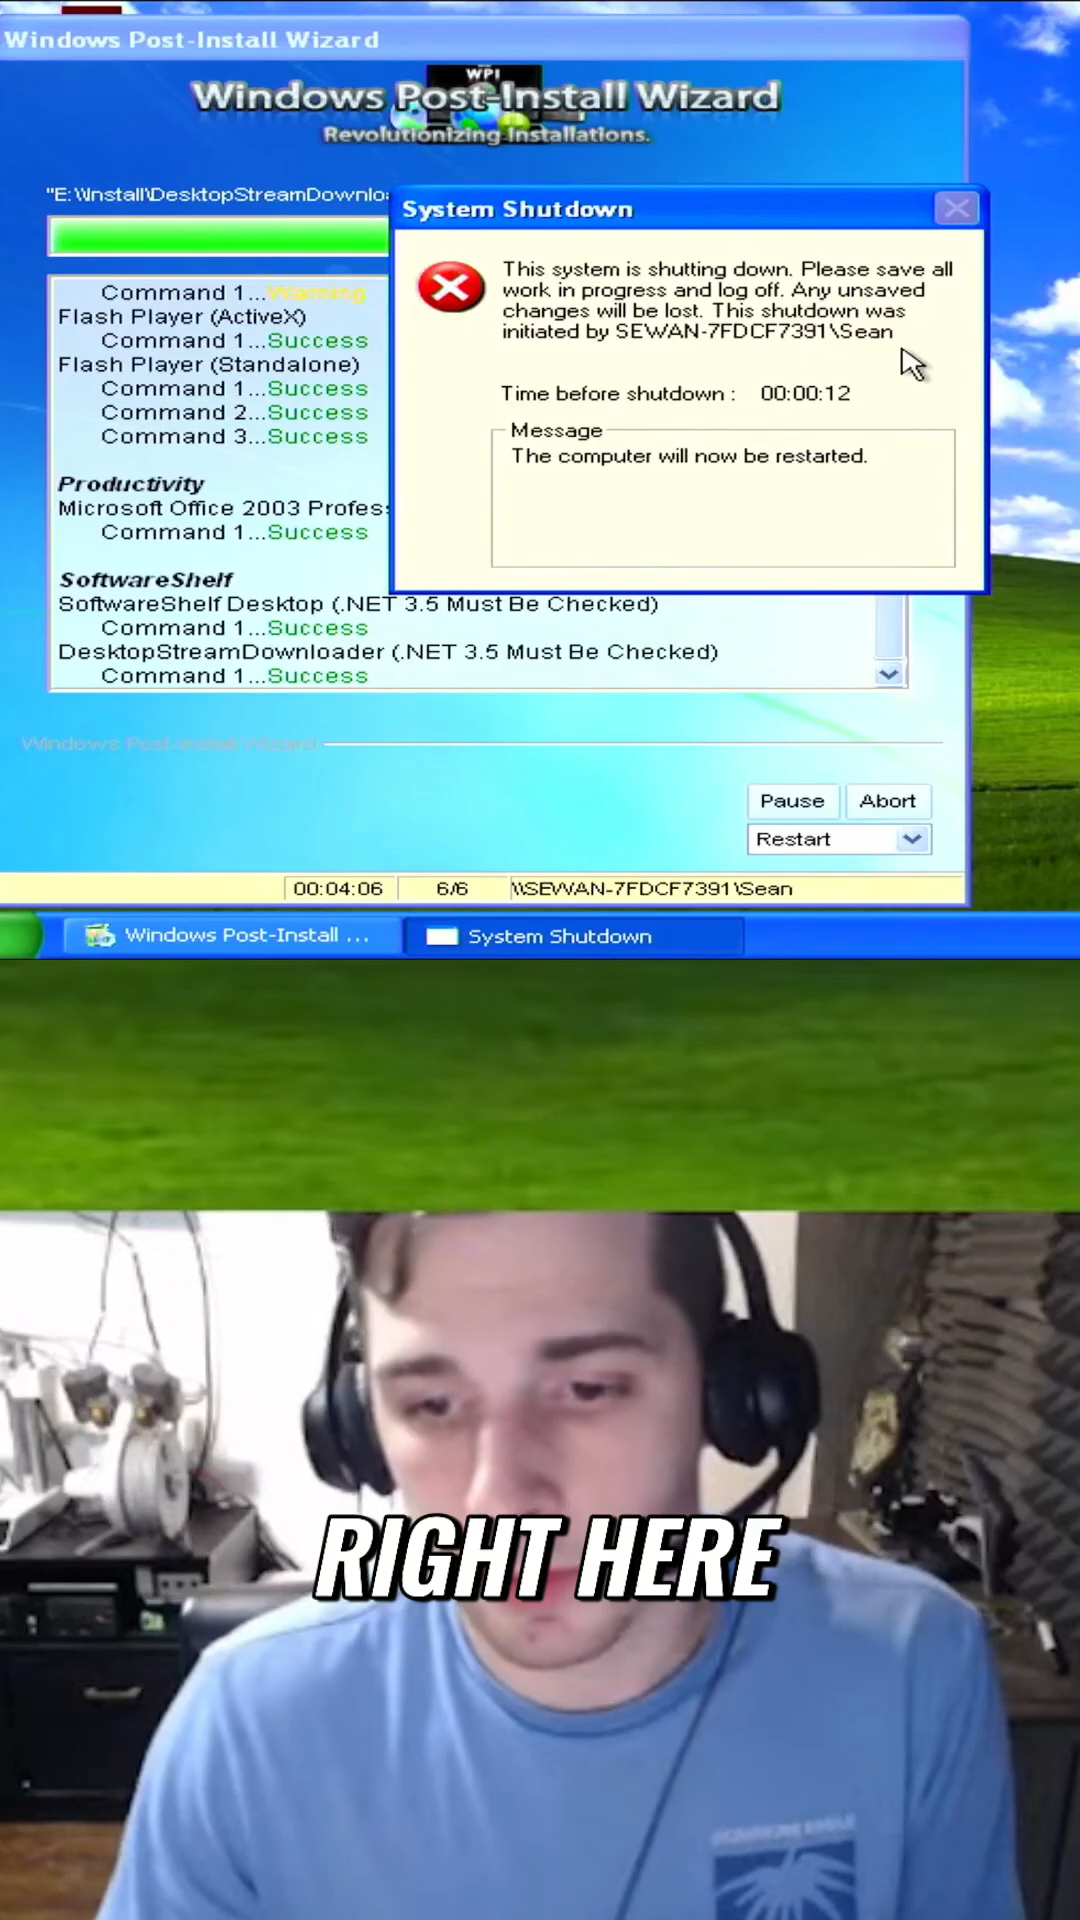 Windows Post-Install Wizard
WPI
Windows Post-Install Wizard
Revolutionizing Installations.
"E:\Install\DesktopStreamDownlo
System Shutdown
This system is shutting down. Please save all
work in progress and log off. Any unsaved
changes will be lost. This shutdown was
initiated by SEWAN-7FDCF7391\Sean
Time before shutdown : 00:00:12
Message
The computer will now be restarted.
Command 1...Warning
Flash Player (ActiveX)
Command 1...Success
Flash Player (Standalone)
Command 1...Success
Command 2...Success
Command 3...Success
Productivity
Microsoft Office 2003 Profes
Command 1...Success
SoftwareShelf
SoftwareShelf Desktop (.NET 3.5 Must Be Checked)
Command 1...Success
DesktopStreamDownloader (.NET 3.5 Must Be Checked)
Command 1...Success
Windows Post-Install Wizard
Pause Abort
Restart
00:04:06 6/6 \\SEWAN-7FDCF7391\Sean
Windows Post-Install ... System Shutdown
RIGHT HERE